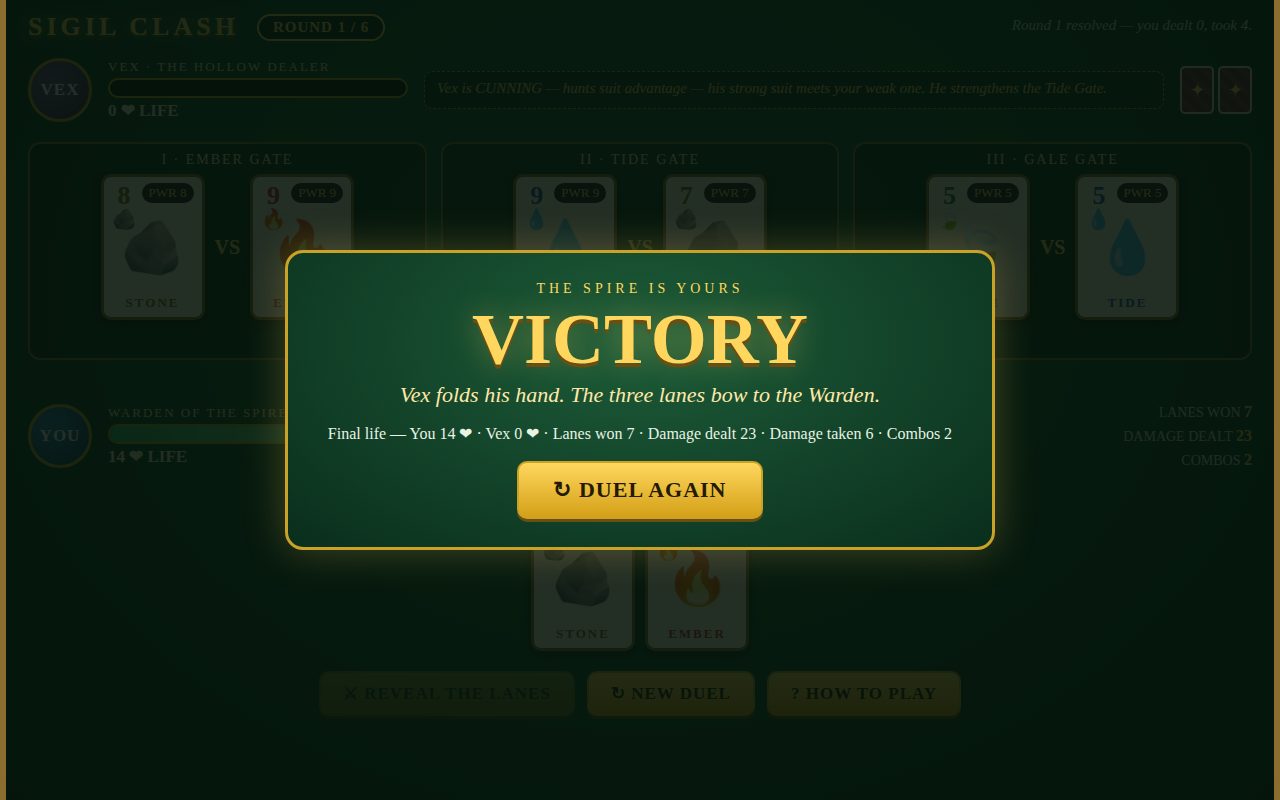 SIGIL CLASH
ROUND 1 / 6
Round 1 resolved — you dealt 0, took 4.
VEX
VEX · THE HOLLOW DEALER
0 ❤ LIFE
Vex is CUNNING — hunts suit advantage — his strong suit meets your weak one. He strengthens the Tide Gate.
I · EMBER GATE
II · TIDE GATE
III · GALE GATE
8 PWR 8
9 PWR 9
9 PWR 9
7 PWR 7
5 PWR 5
5 PWR 5
VS
VS
VS
STONE
TIDE
THE SPIRE IS YOURS
VICTORY
Vex folds his hand. The three lanes bow to the Warden.
Final life — You 14 ❤ · Vex 0 ❤ · Lanes won 7 · Damage dealt 23 · Damage taken 6 · Combos 2
↻ DUEL AGAIN
YOU
WARDEN OF THE SPIRE
14 ❤ LIFE
LANES WON 7
DAMAGE DEALT 23
COMBOS 2
STONE
EMBER
⚔ REVEAL THE LANES
↻ NEW DUEL
? HOW TO PLAY